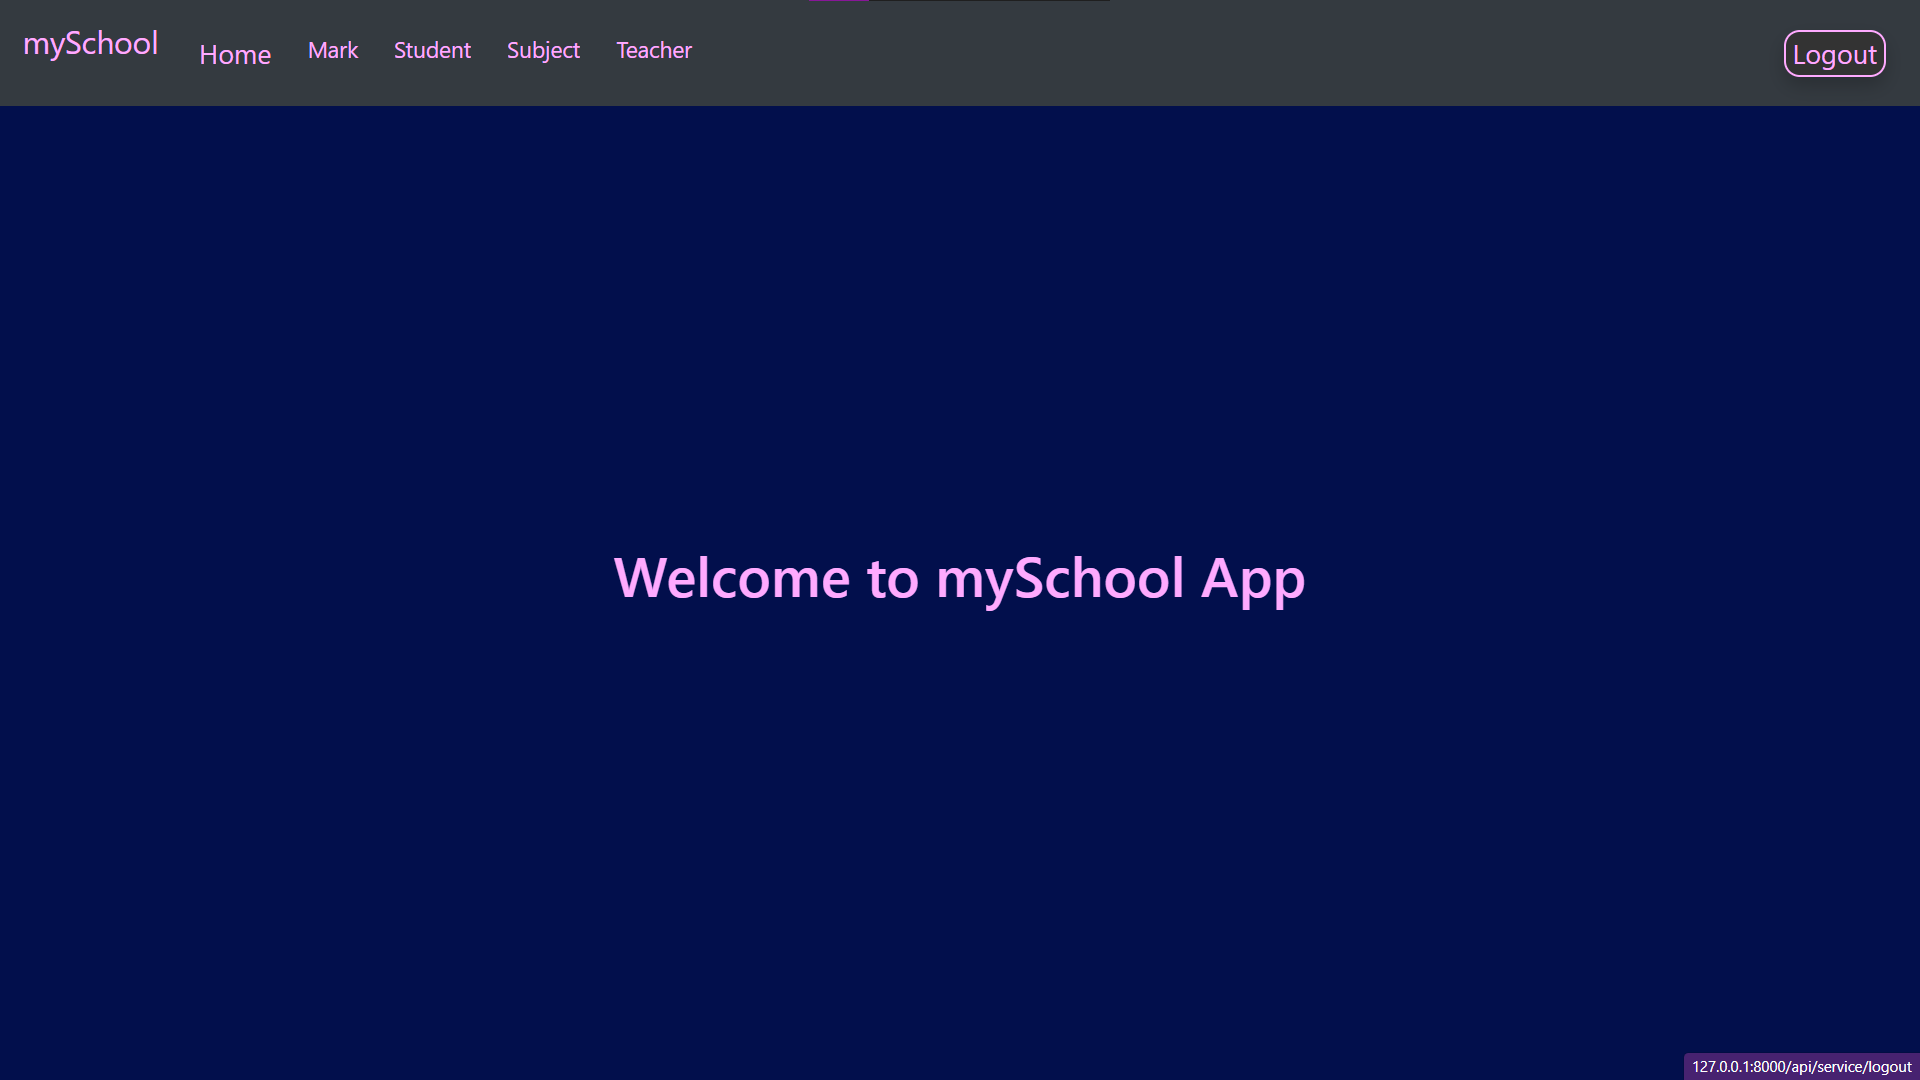 mySchool Home Mark Student Subject Teacher Logout
Welcome to mySchool App
127.0.0.1:8000/api/service/logout